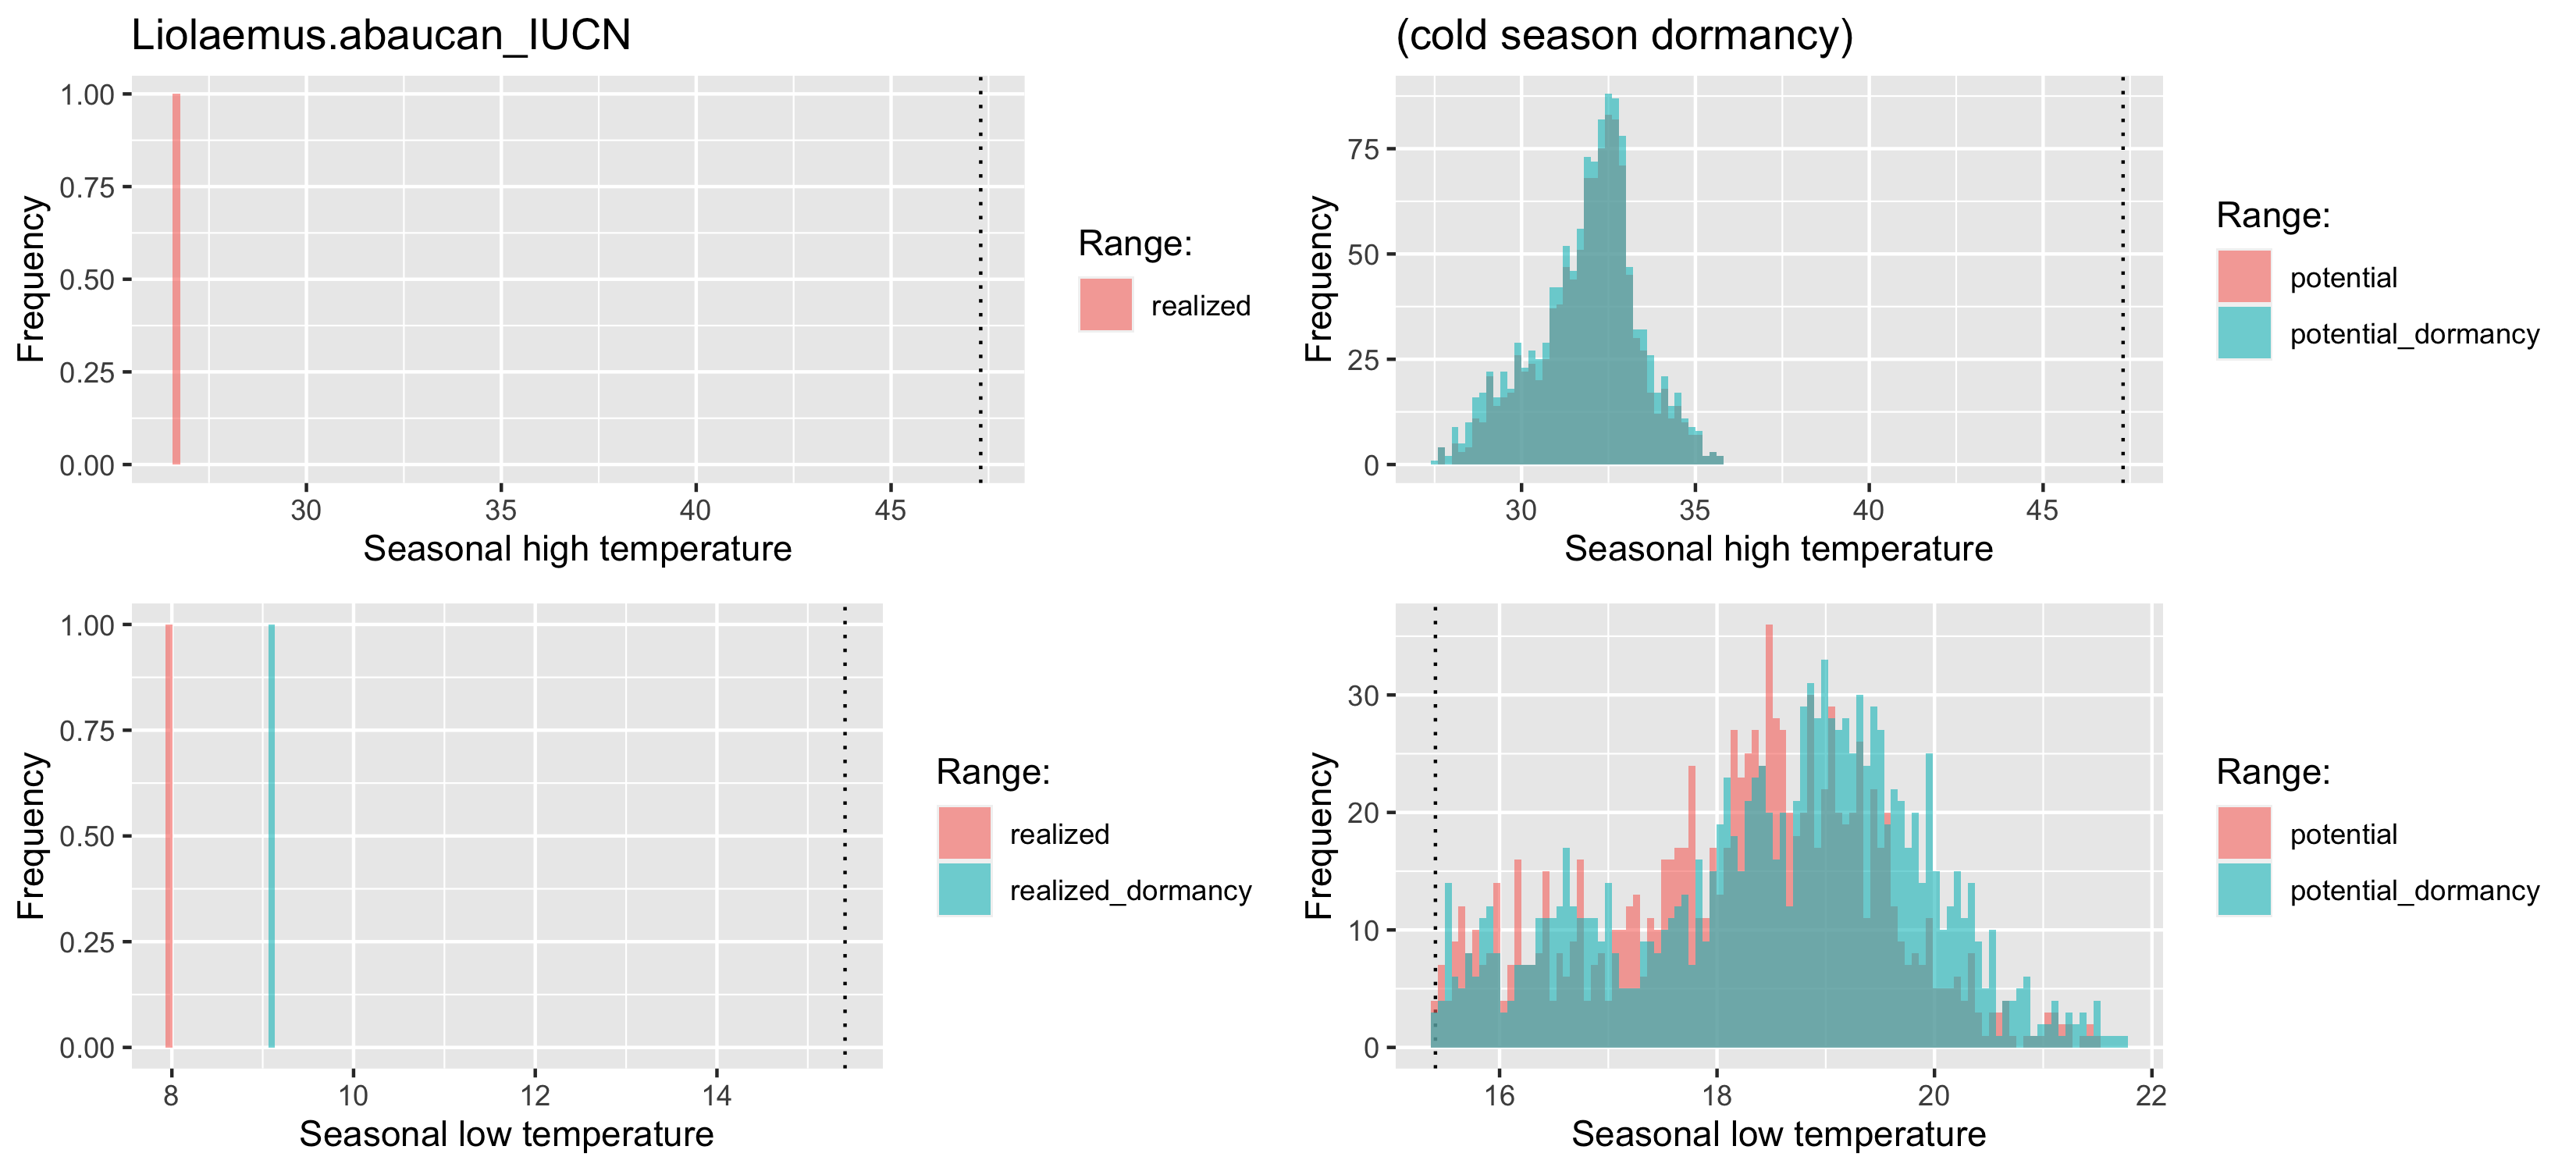 Liolaemus.abaucan_IUCN
(cold season dormancy)
Frequency
1.00
0.75
0.50
0.25
0.00
30
35
40
45
Seasonal high temperature
Range:
realized
Frequency
75
50
25
0
30
35
40
45
Seasonal high temperature
Range:
potential
potential_dormancy
Frequency
1.00
0.75
0.50
0.25
0.00
8
10
12
14
Seasonal low temperature
Range:
realized
realized_dormancy
Frequency
30
20
10
0
16
18
20
22
Seasonal low temperature
Range:
potential
potential_dormancy